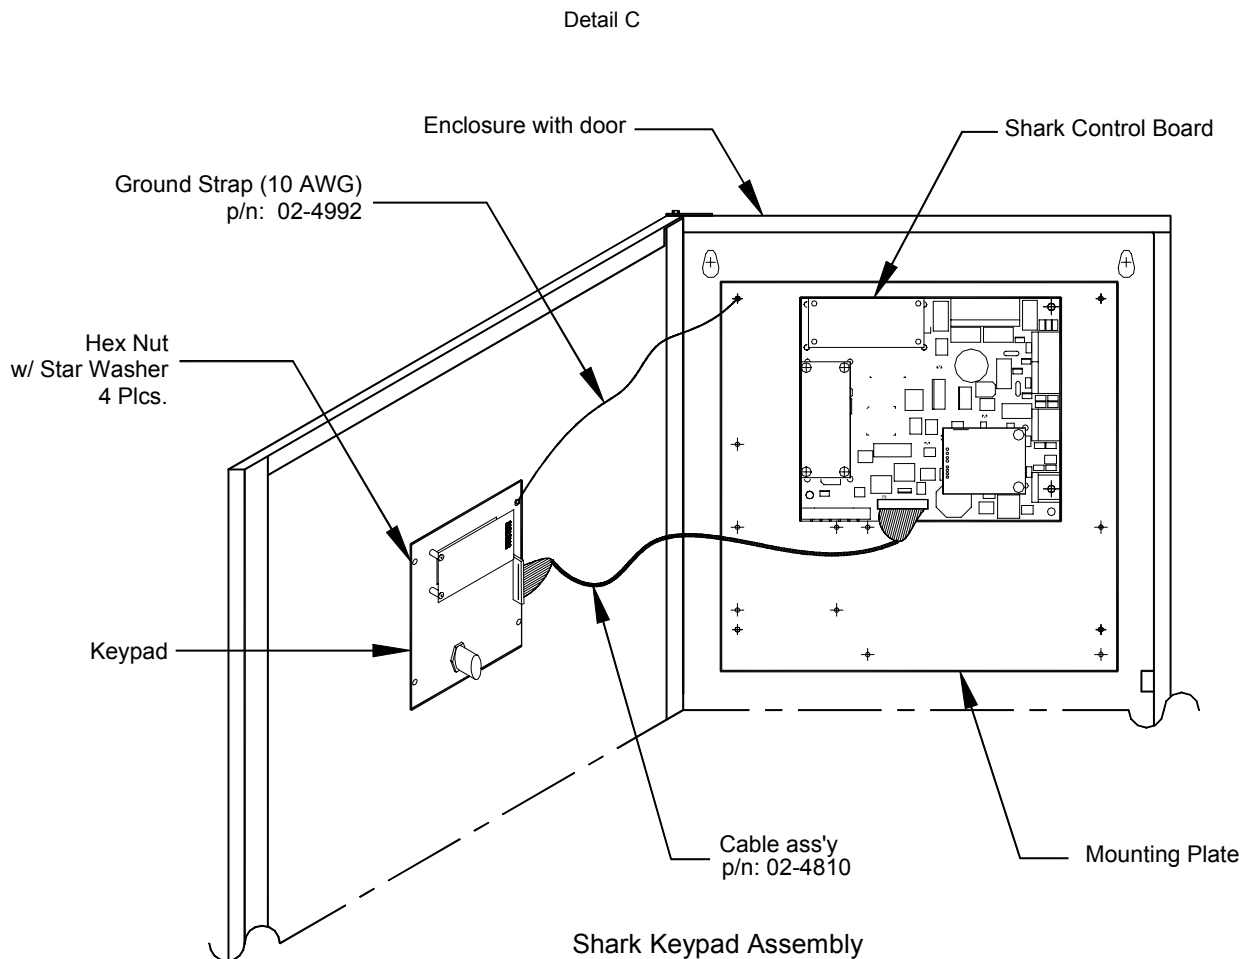 Detail C
Enclosure with door
Shark Control Board
Ground Strap (10 AWG)
p/n:  02-4992
Hex Nut
w/ Star Washer
4 Plcs.
Keypad
Cable ass'y
p/n: 02-4810
Mounting Plate
Shark Keypad Assembly